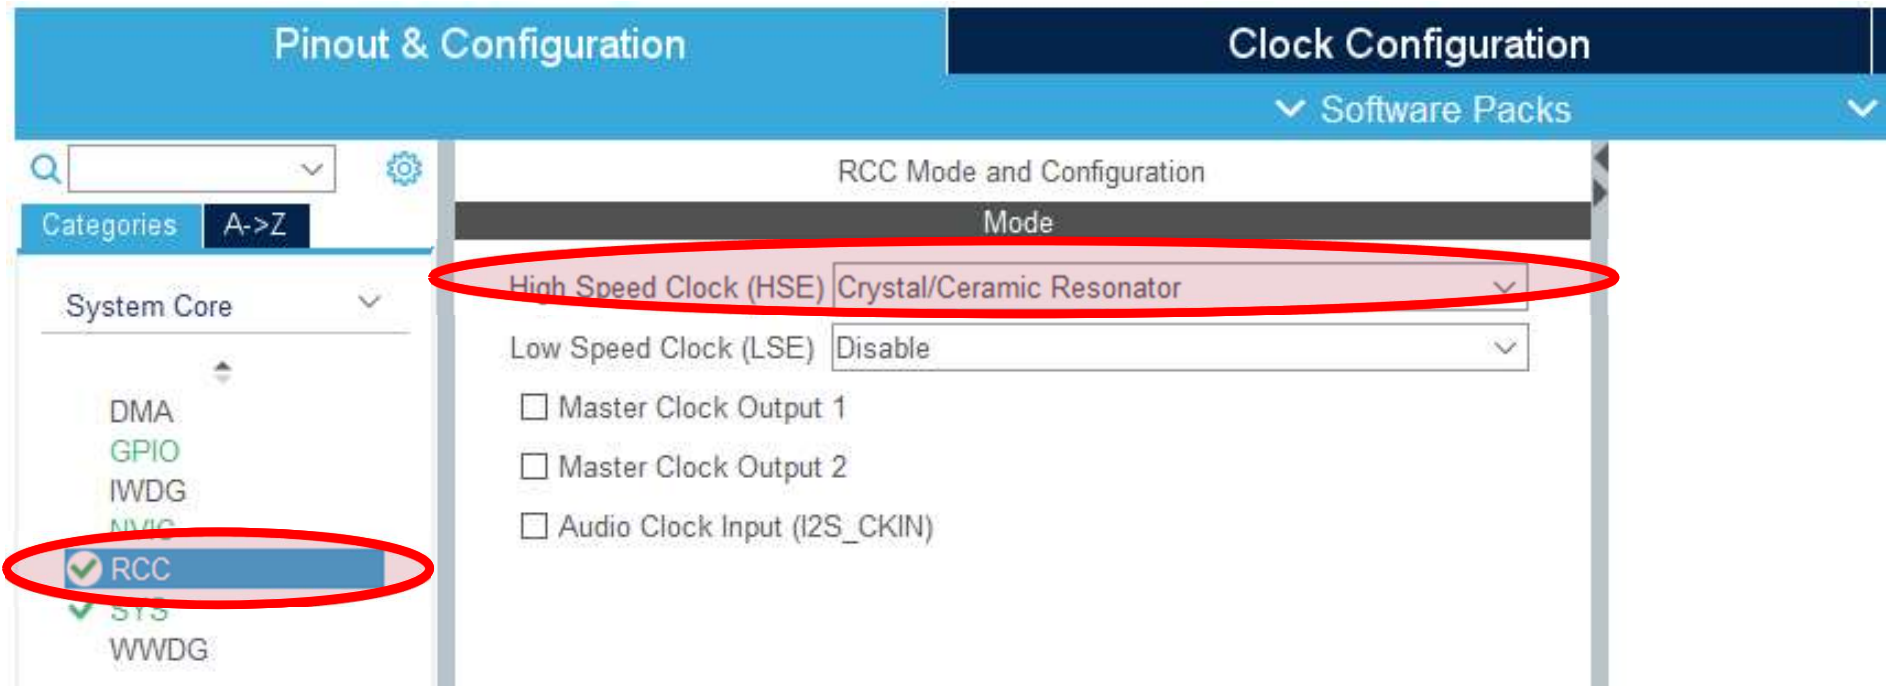 Pinout & Configuration
Clock Configuration
Software Packs
RCC Mode and Configuration
Categories
A->Z
Mode
System Core
High Speed Clock (HSE) Crystal/Ceramic Resonator
Low Speed Clock (LSE) Disable
Master Clock Output 1
Master Clock Output 2
Audio Clock Input (I2S_CKIN)
DMA
GPIO
IWDG
NVIC
RCC
SYS
WWDG